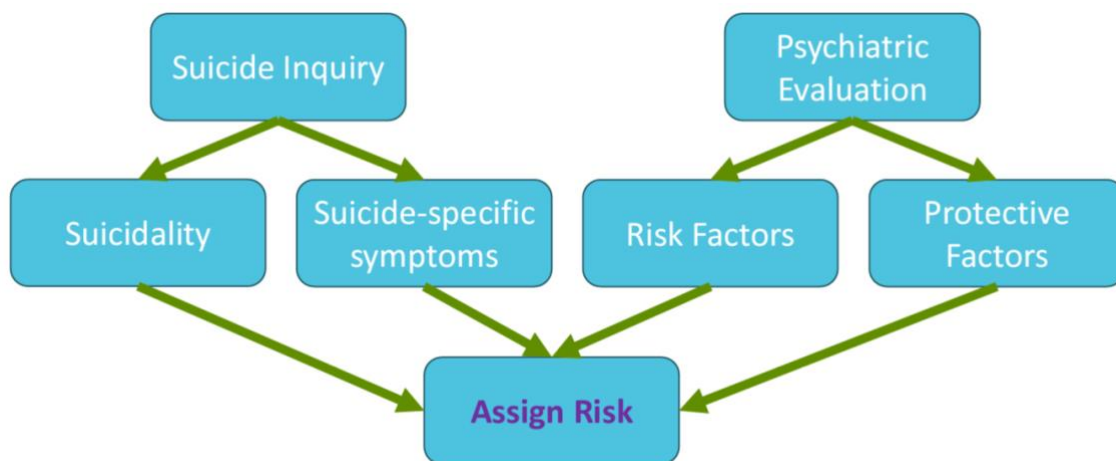 Suicide Inquiry
Psychiatric
Evaluation
Suicidality
Suicide-specific
symptoms
Risk Factors
Protective
Factors
Assign Risk